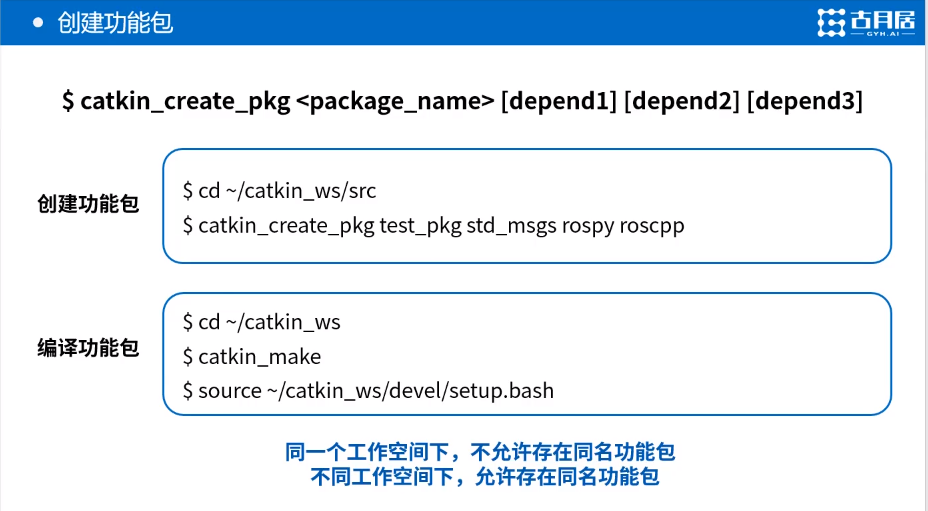 创建功能包
古月居
GYH.AI
$ catkin_create_pkg <package_name> [depend1] [depend2] [depend3]
创建功能包
$ cd ~/catkin_ws/src
$ catkin_create_pkg test_pkg std_msgs rospy roscpp
编译功能包
$ cd ~/catkin_ws
$ catkin_make
$ source ~/catkin_ws/devel/setup.bash
同一个工作空间下，不允许存在同名功能包
不同工作空间下，允许存在同名功能包